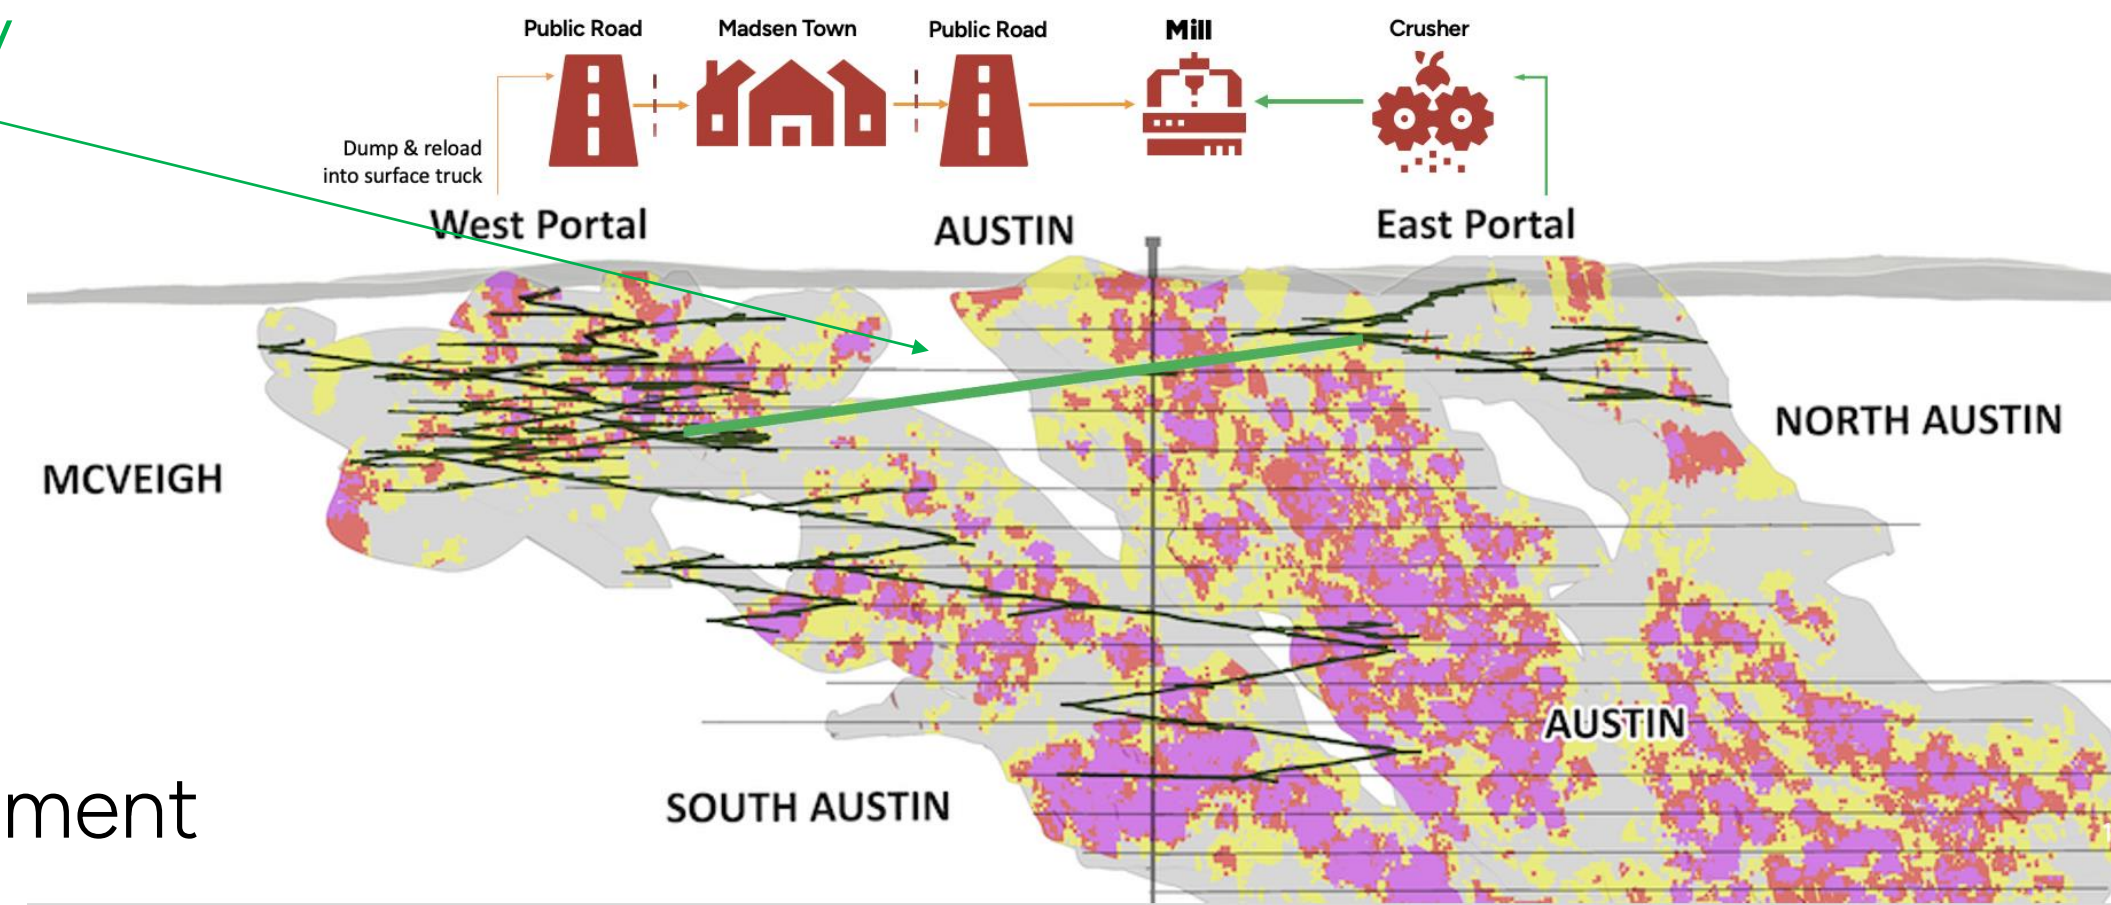 Public Road
Madsen Town
Public Road
Mill
Crusher
Dump & reload
into surface truck
West Portal
AUSTIN
East Portal
NORTH AUSTIN
MCVEIGH
AUSTIN
SOUTH AUSTIN
ment